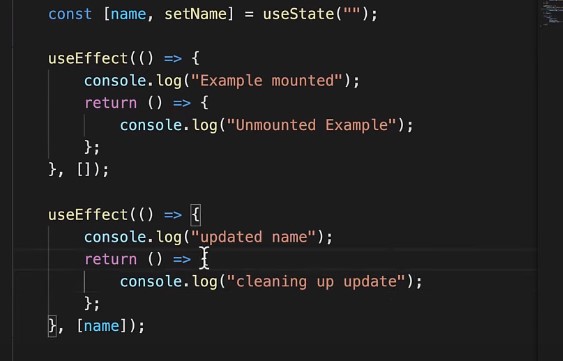 const [name, setName] = useState("");
useEffect(() => {
console.log("Example mounted");
return () => {
console.log("Unmounted Example");
};
}, []);
useEffect(() => {
console.log("updated name");
return () => {
console.log("cleaning up update");
};
}, [name]);